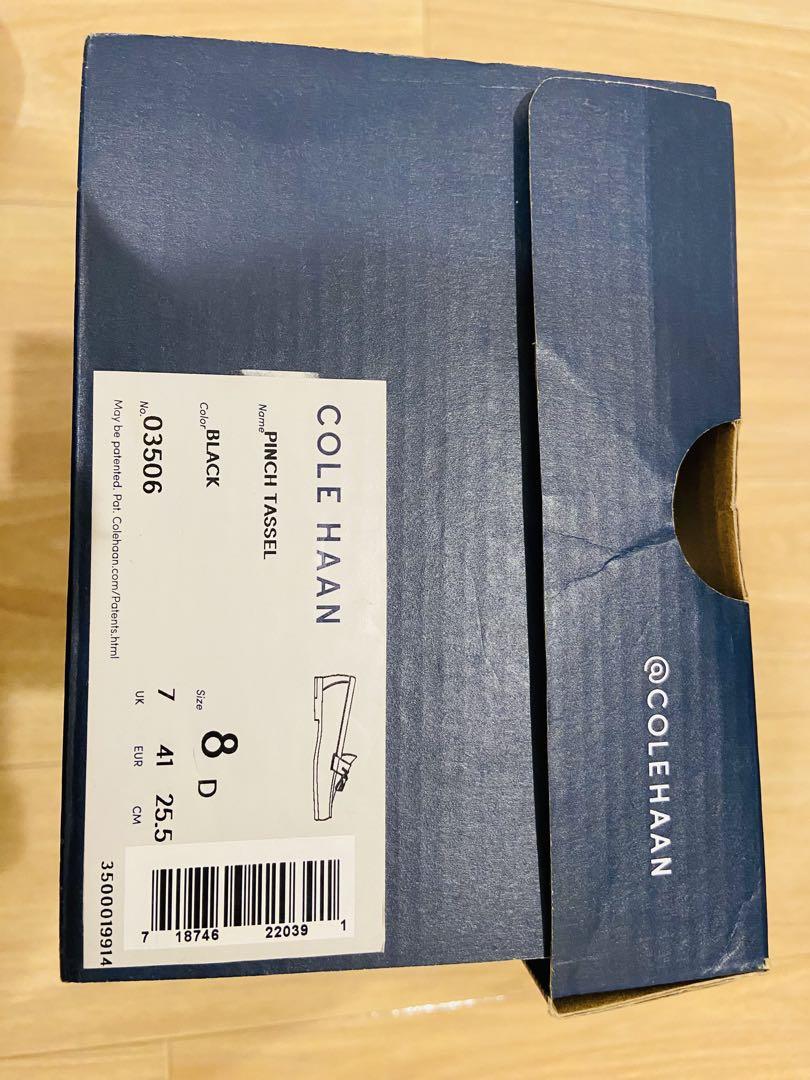 COLE HAAN
Name PINCH TASSEL
Color BLACK
No. 03506
May be patented. Pat. Colehaan.com/Patents.html
Size 8 D
7 41 25.5
UK EUR CM
7 18746 22039 1
3500019914
@COLEHAAN